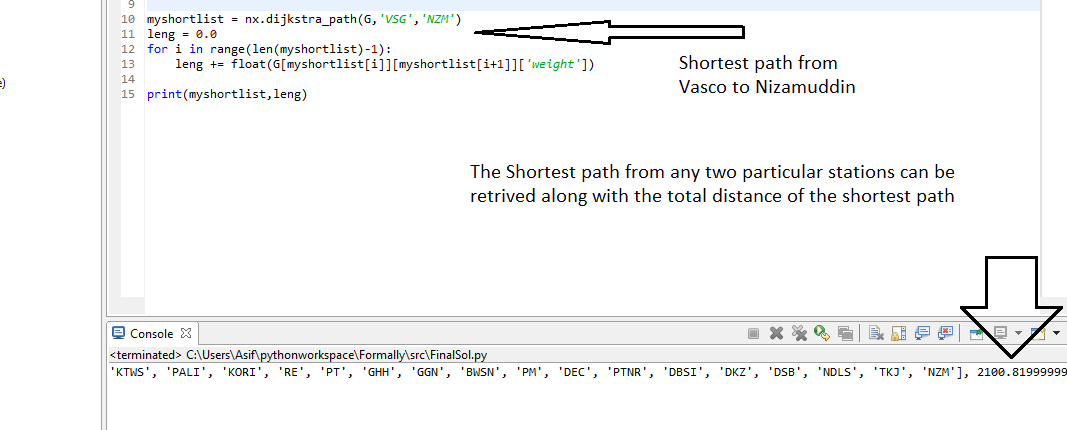 9
10 myshortlist = nx.dijkstra_path(G,'VSG','NZM')
11 leng = 0.0
12 for i in range(len(myshortlist)-1):
13     leng += float(G[myshortlist[i]][myshortlist[i+1]]['weight'])
14
15 print(myshortlist,leng)
Shortest path from
Vasco to Nizamuddin
The Shortest path from any two particular stations can be
retrived along with the total distance of the shortest path
Console
<terminated> C:\Users\Asif\pythonworkspace\Formally\src\FinalSol.py
'KTWS', 'PALI', 'KORI', 'RE', 'PT', 'GHH', 'GGN', 'BWSN', 'PM', 'DEC', 'PTNR', 'DBSI', 'DKZ', 'DSB', 'NDLS', 'TKJ', 'NZM'], 2100.81999999